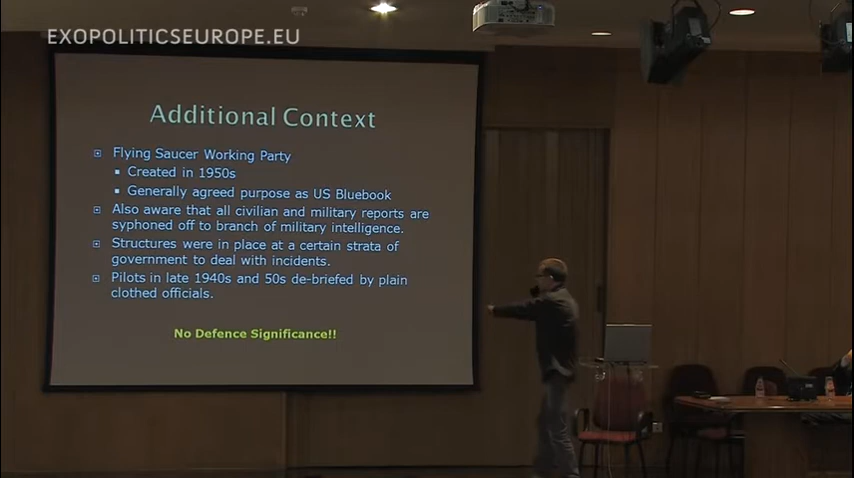 EXOPOLITICSEUROPE.EU
Additional Context
Flying Saucer Working Party
Created in 1950s
Generally agreed purpose as US Bluebook
Also aware that all civilian and military reports are
syphoned off to branch of military intelligence.
Structures were in place at a certain strata of
government to deal with incidents.
Pilots in late 1940s and 50s de-briefed by plain
clothed officials.
No Defence Significance!!